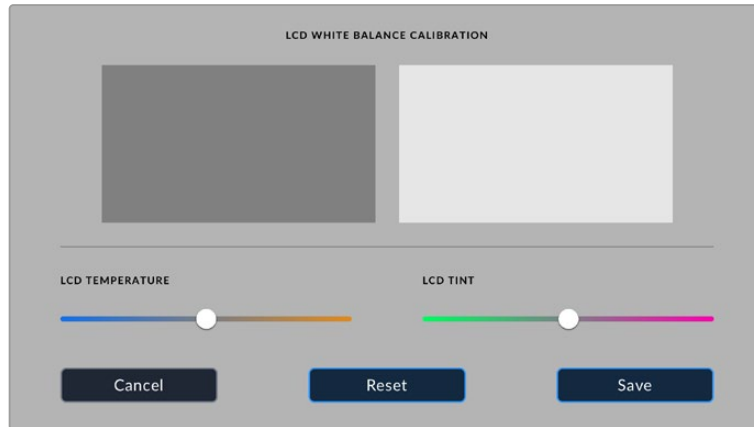 LCD WHITE BALANCE CALIBRATION
LCD TEMPERATURE
LCD TINT
Cancel
Reset
Save